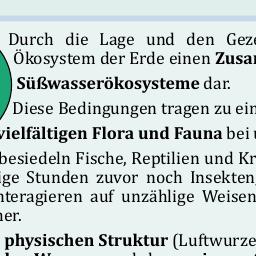 Durch die Lage und den Geze
Ökosystem der Erde einen Zusa
Süßwasserökosysteme dar.
Diese Bedingungen tragen zu ein
vielfältigen Flora und Fauna bei u
besiedeln Fische, Reptilien und Kr
ige Stunden zuvor noch Insekten,
nteragieren auf unzählige Weisen
ner.
physischen Struktur (Luftwurze